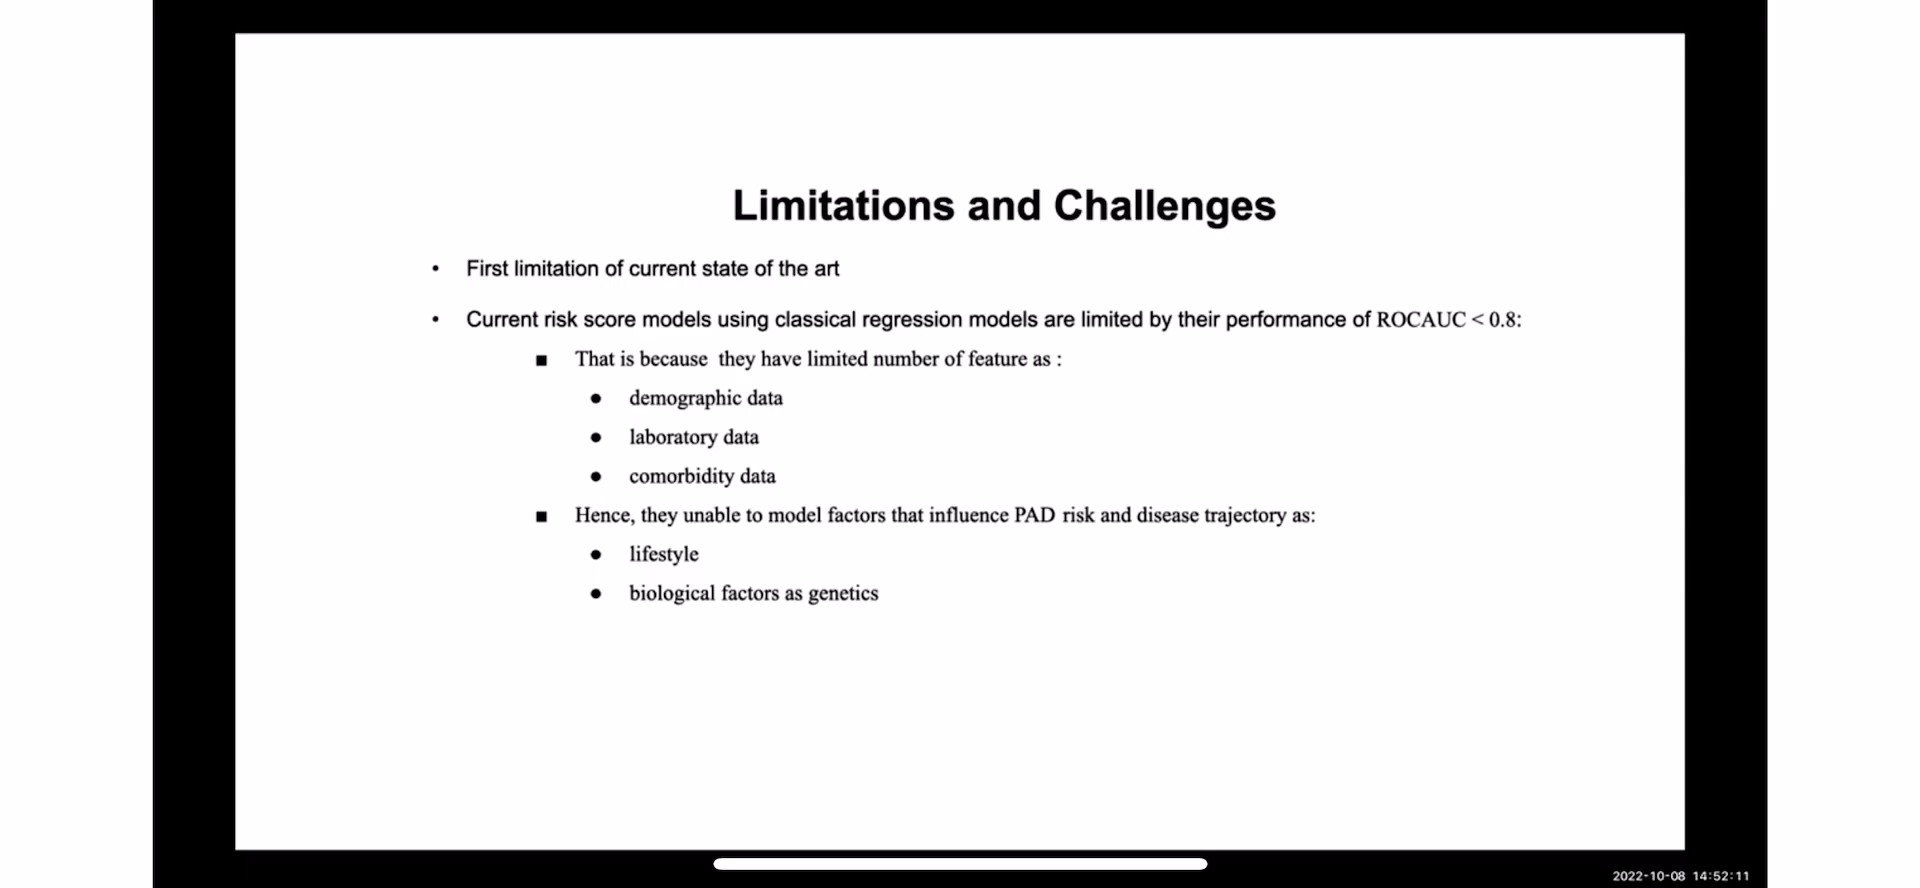 Limitations and Challenges
• First limitation of current state of the art
• Current risk score models using classical regression models are limited by their performance of ROCAUC < 0.8:
■ That is because they have limited number of feature as :
● demographic data
● laboratory data
● comorbidity data
■ Hence, they unable to model factors that influence PAD risk and disease trajectory as:
● lifestyle
● biological factors as genetics
2022-10-08 14:52:11